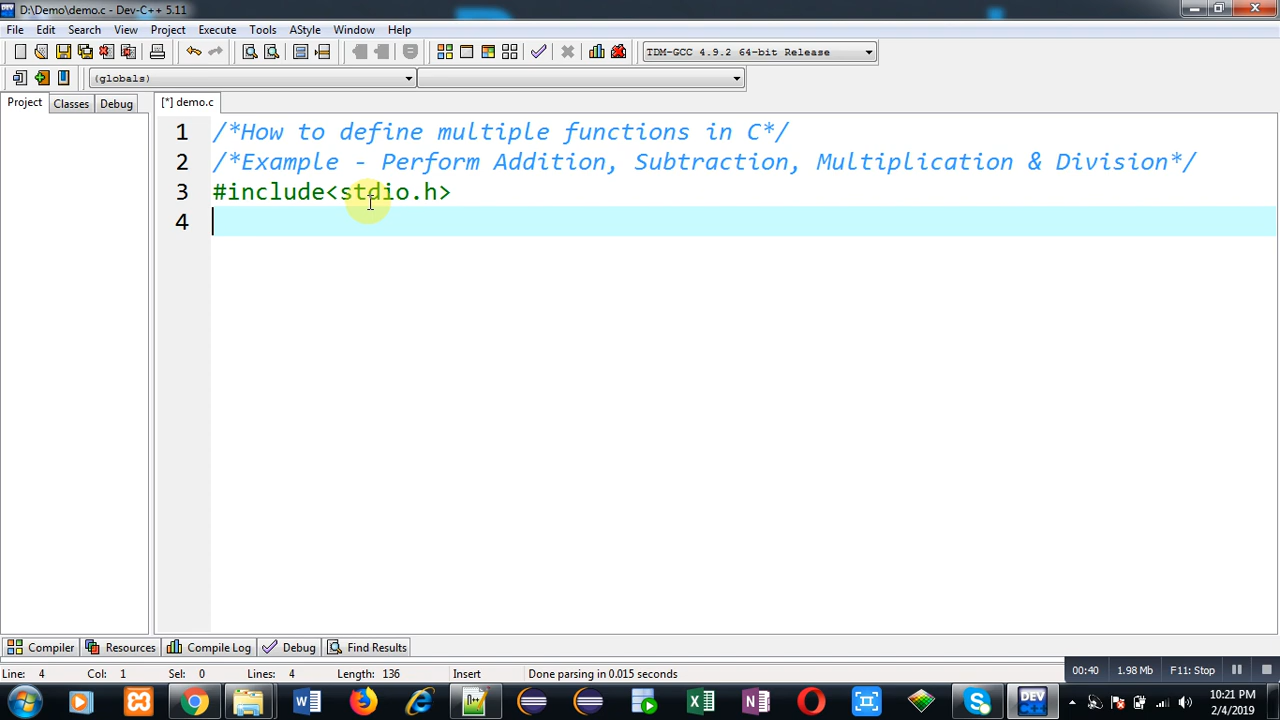 D:\Demo\demo.c - Dev-C++ 5.11
File Edit Search View Project Execute Tools AStyle Window Help
TDM-GCC 4.9.2 64-bit Release
(globals)
Project Classes Debug [*] demo.c
1 /*How to define multiple functions in C*/
2 /*Example - Perform Addition, Subtraction, Multiplication & Division*/
3 #include<stdio.h>
4
Compiler Resources Compile Log Debug Find Results
Line: 4 Col: 1 Sel: 0 Lines: 4 Length: 136 Insert Done parsing in 0.015 seconds
00:40 1.98 Mb F11: Stop
DEV
10:21 PM
2/4/2019